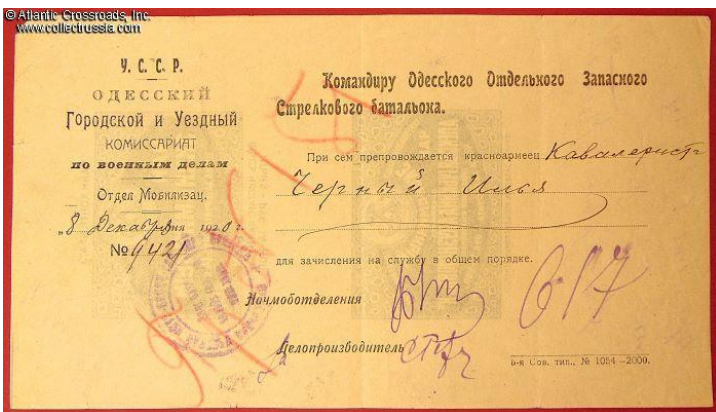 © Atlantic Crossroads, Inc.
www.collectrussia.com
У. С. С. Р.
ОДЕССКИЙ
Городской и Уездный
КОМИССАРИАТ
по военным делам
Отдел Мобилизац.
„8 Декабря 1920 г.
№ 9421
Командиру Одесского Отдельного Запасного
Стрелкового батальона.
При сем препровождается красноармеец Кавалерист
Черный Илья
для зачисления на службу в общем порядке.
Начмоботделения
617
Делопроизводитель
5-я Сов. тип., № 1054—2000.